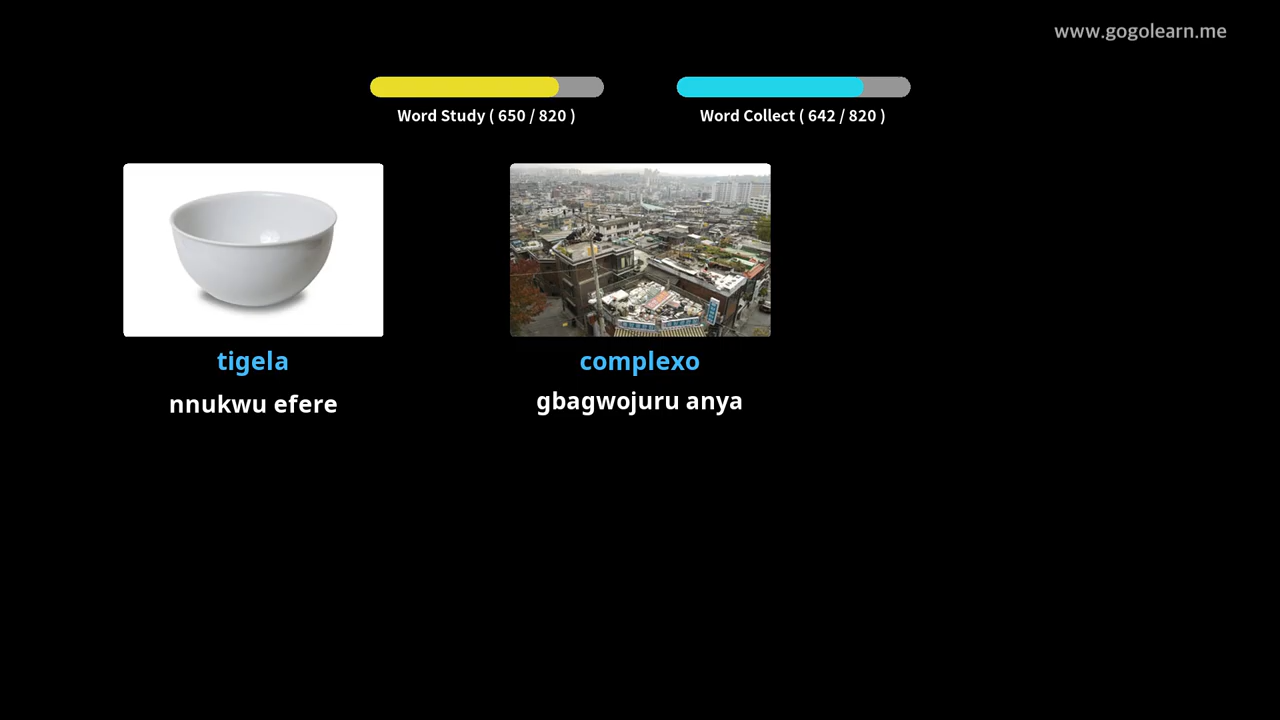 www.gogolearn.me
Word Study ( 650 / 820 )
Word Collect ( 642 / 820 )
tigela
complexo
nnukwu efere
gbagwojuru anya